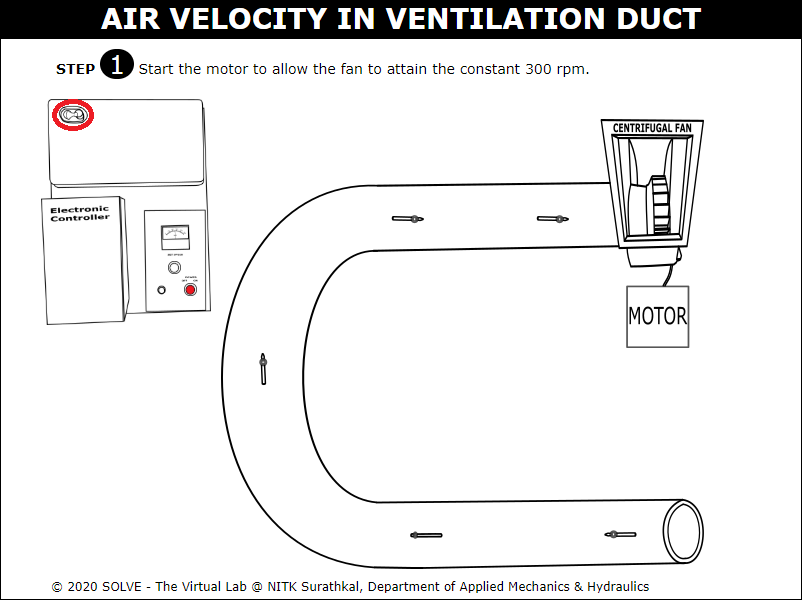 AIR VELOCITY IN VENTILATION DUCT
STEP 1 Start the motor to allow the fan to attain the constant 300 rpm.
CENTRIFUGAL FAN
Electronic
Controller
MOTOR
© 2020 SOLVE - The Virtual Lab @ NITK Surathkal, Department of Applied Mechanics & Hydraulics